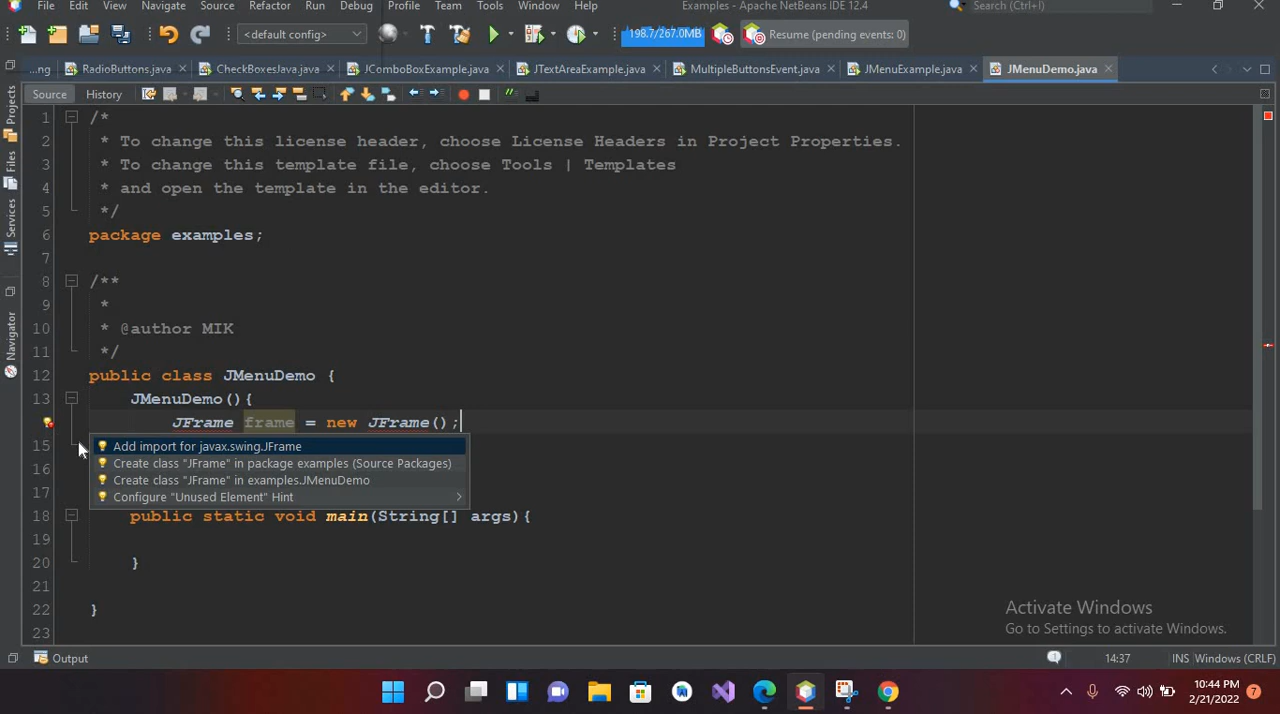 File Edit View Navigate Source Refactor Run Debug Profile Team Tools Window Help Examples - Apache NetBeans IDE 12.4 Search (Ctrl+I)
<default config> 198.7/267.0MB Resume (pending events: 0)
...ng RadioButtons.java CheckBoxesJava.java JComboBoxExample.java JTextAreaExample.java MultipleButtonsEvent.java JMenuExample.java JMenuDemo.java
Source History
Projects
Files
Services
Navigator
1 /*
2 * To change this license header, choose License Headers in Project Properties.
3 * To change this template file, choose Tools | Templates
4 * and open the template in the editor.
5 */
6 package examples;
7
8 /**
9 *
10 * @author MIK
11 */
12 public class JMenuDemo {
13 JMenuDemo(){
JFrame frame = new JFrame();
15 Add import for javax.swing.JFrame
16 Create class "JFrame" in package examples (Source Packages)
Create class "JFrame" in examples.JMenuDemo
17 Configure "Unused Element" Hint
18 public static void main(String[] args){
19
20 }
21
22 }
23
Activate Windows
Go to Settings to activate Windows.
Output 14:37 INS Windows (CRLF)
10:44 PM
2/21/2022
7